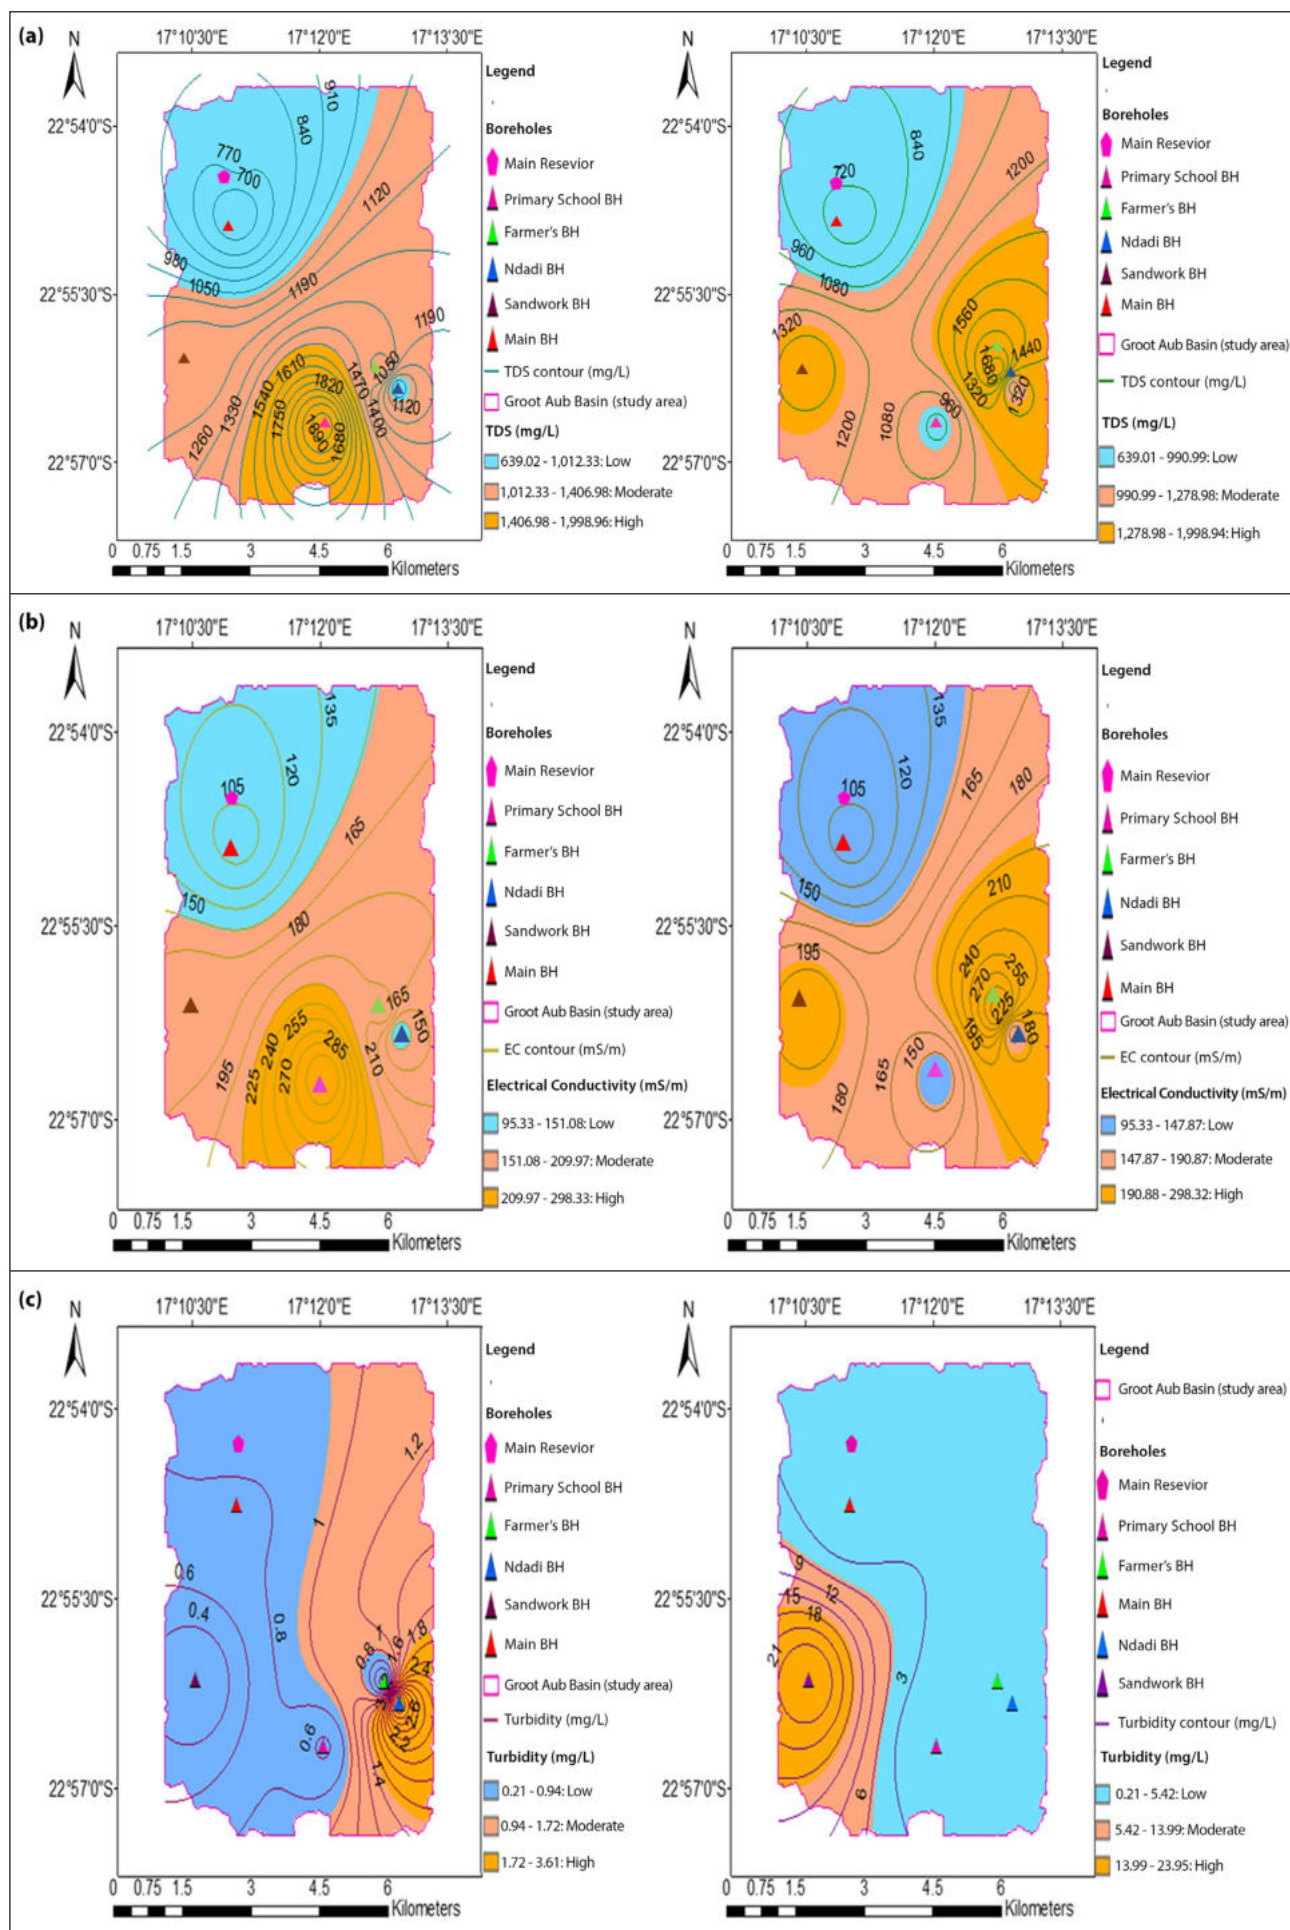 (a)
N
17°10'30"E 17°12'0"E 17°13'30"E
22°54'0"S
22°55'30"S
22°57'0"S
910
840
770
700
1120
980
1050
1190
1190
1050
1120
1610
1470
1540
1820
1400
1330
1750
1260
1890
1680
0 0.75 1.5 3 4.5 6
Kilometers
Legend
Boreholes
Main Resevior
Primary School BH
Farmer's BH
Ndadi BH
Sandwork BH
Main BH
TDS contour (mg/L)
Groot Aub Basin (study area)
TDS (mg/L)
639.02 - 1,012.33: Low
1,012.33 - 1,406.98: Moderate
1,406.98 - 1,998.96: High
N
17°10'30"E 17°12'0"E 17°13'30"E
22°54'0"S
22°55'30"S
22°57'0"S
840
720
1200
960
1080
1320
1560
1440
1680
1320
1320
960
1080
1200
0 0.75 1.5 3 4.5 6
Kilometers
Legend
Boreholes
Main Resevior
Primary School BH
Farmer's BH
Ndadi BH
Sandwork BH
Main BH
Groot Aub Basin (study area)
TDS contour (mg/L)
TDS (mg/L)
639.01 - 990.99: Low
990.99 - 1,278.98: Moderate
1,278.98 - 1,998.94: High
(b)
N
17°10'30"E 17°12'0"E 17°13'30"E
22°54'0"S
22°55'30"S
22°57'0"S
135
120
105
165
150
180
165
150
255
240
285
210
195
225
270
0 0.75 1.5 3 4.5 6
Kilometers
Legend
Boreholes
Main Resevior
Primary School BH
Farmer's BH
Ndadi BH
Sandwork BH
Main BH
Groot Aub Basin (study area)
EC contour (mS/m)
Electrical Conductivity (mS/m)
95.33 - 151.08: Low
151.08 - 209.97: Moderate
209.97 - 298.33: High
N
17°10'30"E 17°12'0"E 17°13'30"E
22°54'0"S
22°55'30"S
22°57'0"S
135
120
105
165
180
150
210
195
240
255
270
225
195
180
150
165
180
0 0.75 1.5 3 4.5 6
Kilometers
Legend
Boreholes
Main Resevior
Primary School BH
Farmer's BH
Ndadi BH
Sandwork BH
Main BH
Groot Aub Basin (study area)
EC contour (mS/m)
Electrical Conductivity (mS/m)
95.33 - 147.87: Low
147.87 - 190.87: Moderate
190.88 - 298.32: High
(c)
N
17°10'30"E 17°12'0"E 17°13'30"E
22°54'0"S
22°55'30"S
22°57'0"S
1.2
1
0.6
0.4
0.8
0.8
1
1.6
1.8
2.4
3
2.6
2.2
0.6
1.4
0 0.75 1.5 3 4.5 6
Kilometers
Legend
Boreholes
Main Resevior
Primary School BH
Farmer's BH
Ndadi BH
Sandwork BH
Main BH
Groot Aub Basin (study area)
Turbidity (mg/L)
Turbidity (mg/L)
0.21 - 0.94: Low
0.94 - 1.72: Moderate
1.72 - 3.61: High
N
17°10'30"E 17°12'0"E 17°13'30"E
22°54'0"S
22°55'30"S
22°57'0"S
9
12
15
18
21
3
6
0 0.75 1.5 3 4.5 6
Kilometers
Legend
Groot Aub Basin (study area)
Boreholes
Main Resevior
Primary School BH
Farmer's BH
Main BH
Ndadi BH
Sandwork BH
Turbidity contour (mg/L)
Turbidity (mg/L)
0.21 - 5.42: Low
5.42 - 13.99: Moderate
13.99 - 23.95: High